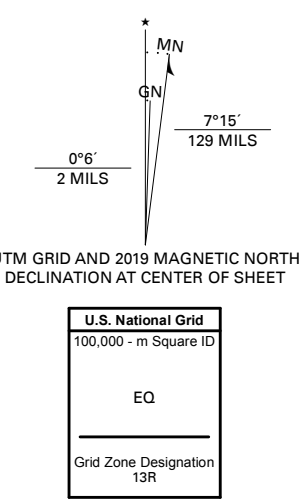 ★
MN
GN
7°15´
129 MILS
0°6´
2 MILS
UTM GRID AND 2019 MAGNETIC NORTH
DECLINATION AT CENTER OF SHEET
U.S. National Grid
100,000 - m Square ID
EQ
Grid Zone Designation
13R